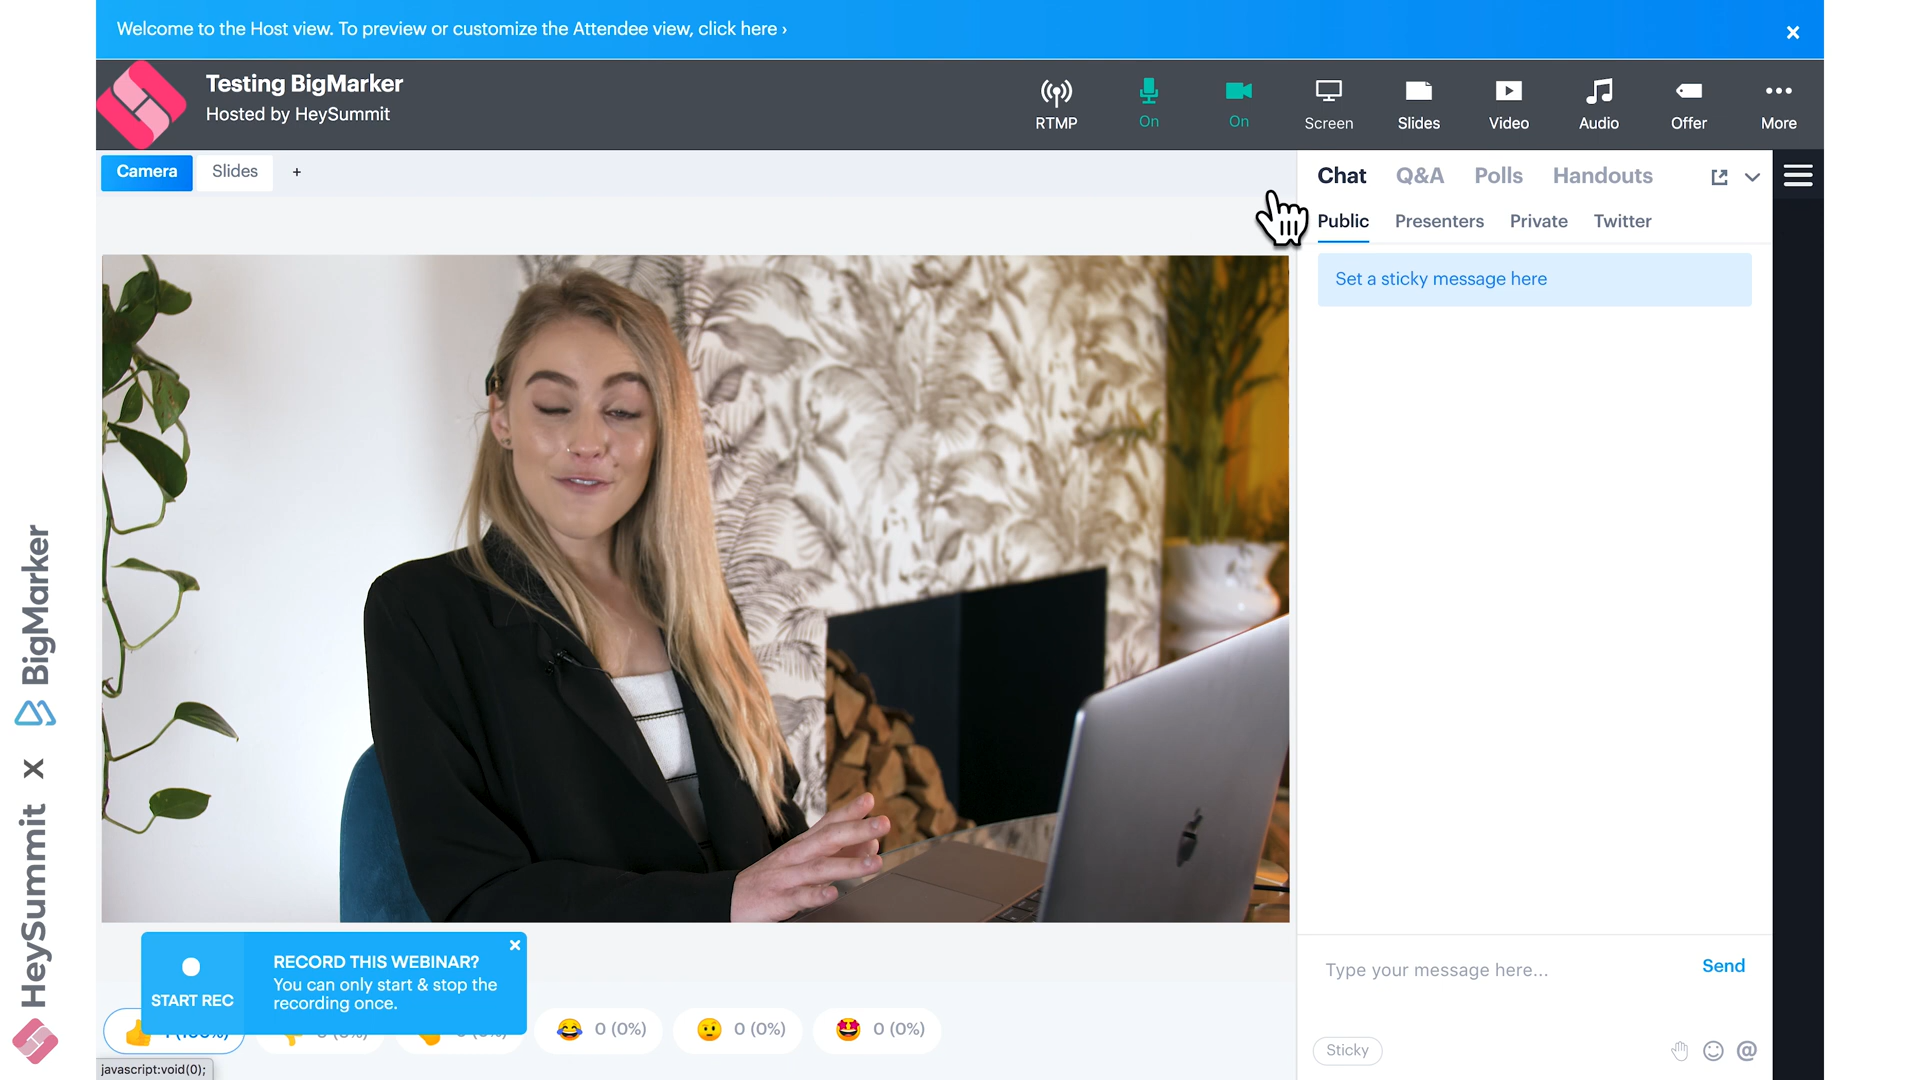 Welcome to the Host view. To preview or customize the Attendee view, click here ›
Testing BigMarker
Hosted by HeySummit
RTMP
On
On
Screen
Slides
Video
Audio
Offer
More
Camera
Slides
+
Chat
Q&A
Polls
Handouts
Public
Presenters
Private
Twitter
Set a sticky message here
HeySummit X BigMarker
START REC
RECORD THIS WEBINAR?
You can only start & stop the
recording once.
0 (0%)
0 (0%)
0 (0%)
Type your message here...
Send
Sticky
@
javascript:void(0);